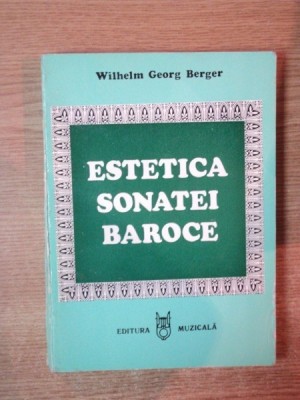 Wilhelm Georg Berger
ESTETICA
SONATEI
BAROCE
EDITURA MUZICALĂ